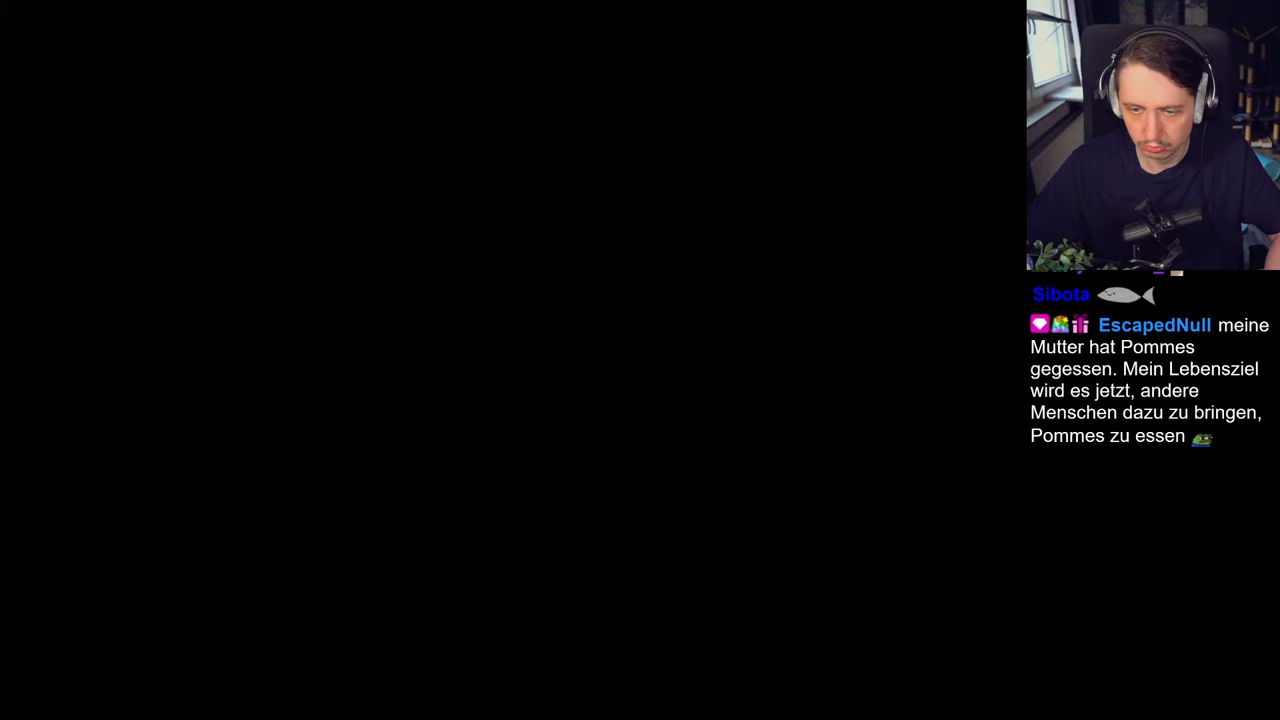 Sibota
EscapedNull meine
Mutter hat Pommes
gegessen. Mein Lebensziel
wird es jetzt, andere
Menschen dazu zu bringen,
Pommes zu essen